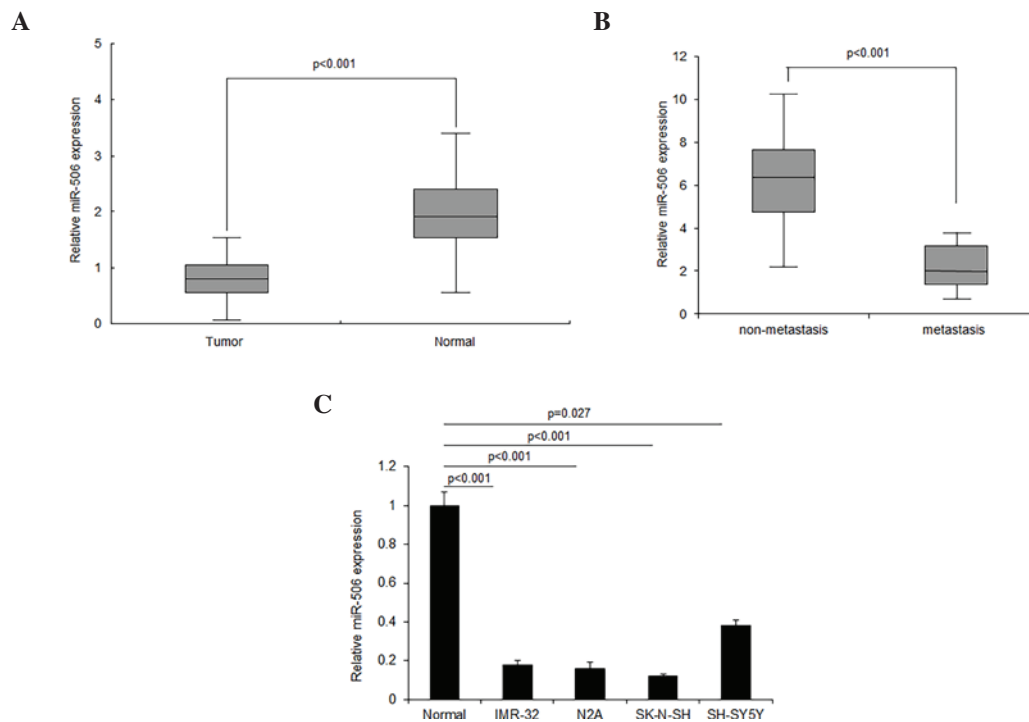 A
Relative miR-506 expression
5
4
3
2
1
0
p<0.001
Tumor
Normal
B
Relative miR-506 expression
12
10
8
6
4
2
0
p<0.001
non-metastasis
metastasis
C
Relative miR-506 expression
p=0.027
p<0.001
p<0.001
p<0.001
1.2
1
0.8
0.6
0.4
0.2
0
Normal
IMR-32
N2A
SK-N-SH
SH-SY5Y